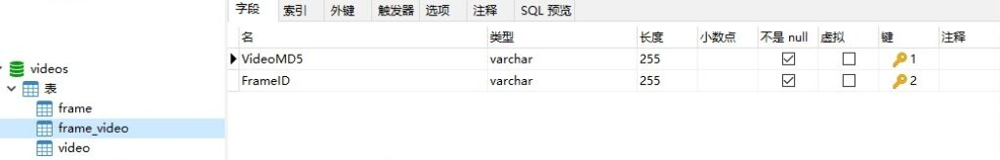 字段 索引 外键 触发器 选项 注释 SQL 预览
名 类型 长度 小数点 不是 null 虚拟 键 注释
VideoMD5 varchar 255 1
FrameID varchar 255 2
videos
表
frame
frame_video
video